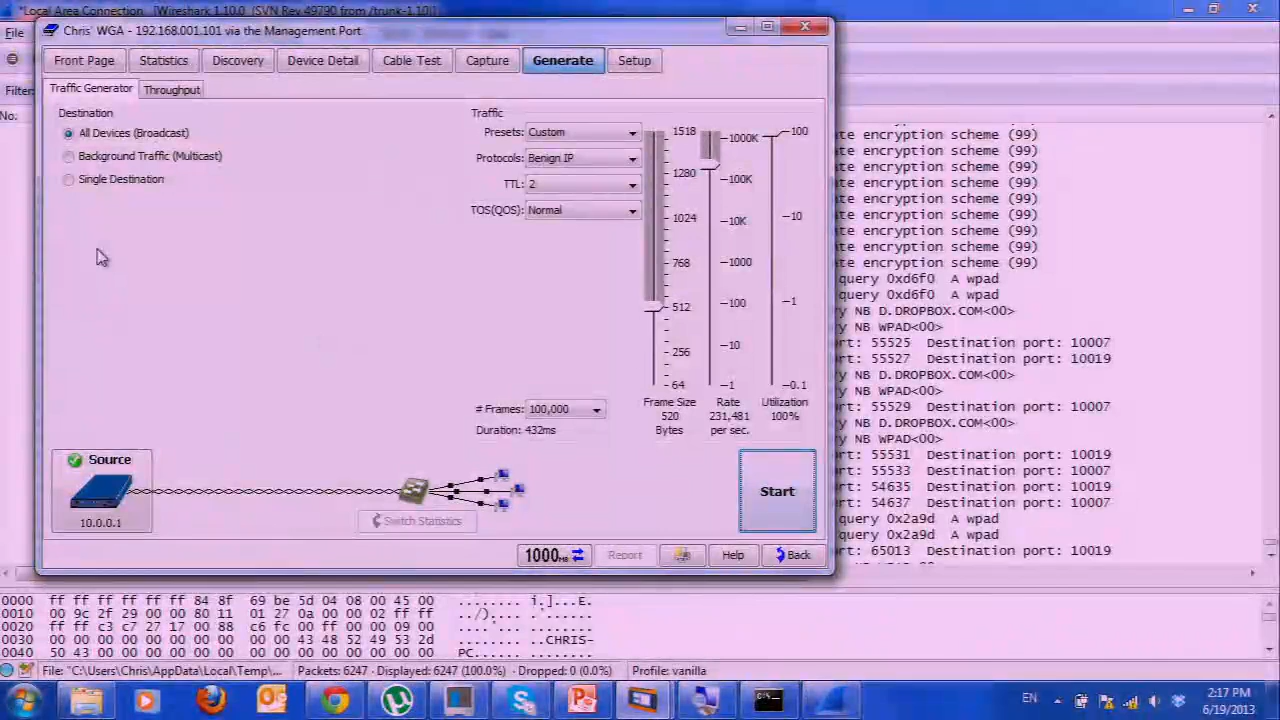 *Local Area Connection [Wireshark 1.10.0 (SVN Rev 49790 from /trunk-1.10)]
Chris' WGA - 192.168.001.101 via the Management Port
File
Front Page Statistics Discovery Device Detail Cable Test Capture Generate Setup
Filter:
Traffic Generator Throughput
No.
Destination
All Devices (Broadcast)
Background Traffic (Multicast)
Single Destination
Traffic
Presets: Custom
Protocols: Benign IP
TTL: 2
TOS(QOS): Normal
1518
1280
1024
768
512
256
64
1000K
100K
10K
1000
100
10
1
100
10
1
0.1
Frame Size
520
Bytes
Rate
231,481
per sec.
Utilization
100%
# Frames: 100,000
Duration: 432ms
Source
10.0.0.1
Switch Statistics
Start
1000 Report Help Back
te encryption scheme (99)
te encryption scheme (99)
te encryption scheme (99)
te encryption scheme (99)
te encryption scheme (99)
te encryption scheme (99)
te encryption scheme (99)
te encryption scheme (99)
te encryption scheme (99)
query 0xd6f0 A wpad
query 0xd6f0 A wpad
ry NB D.DROPBOX.COM<00>
ry NB WPAD<00>
rt: 55525 Destination port: 10007
rt: 55527 Destination port: 10019
ry NB D.DROPBOX.COM<00>
ry NB WPAD<00>
rt: 55529 Destination port: 10007
ry NB D.DROPBOX.COM<00>
ry NB WPAD<00>
rt: 55531 Destination port: 10019
rt: 55533 Destination port: 10007
rt: 54635 Destination port: 10019
rt: 54637 Destination port: 10007
query 0x2a9d A wpad
query 0x2a9d A wpad
rt: 65013 Destination port: 10019
0000 ff ff ff ff ff ff 84 8f 69 be 5d 04 08 00 45 00 ........ i.]...E.
0010 00 9c 2f 29 00 00 80 11 01 27 0a 00 00 02 ff ff ../).... .'......
0020 ff ff c3 c7 27 17 00 88 c6 fc 00 ff 00 00 09 00 ....'... ........
0030 00 00 00 00 00 00 00 00 00 00 43 48 52 49 53 2d ........ ..CHRIS-
0040 50 43 00 00 00 00 00 00 00 00 00 00 00 00 00 00 PC...... ........
File: "C:\Users\Chris\AppData\Local\Temp\... Packets: 6247 · Displayed: 6247 (100.0%) · Dropped: 0 (0.0%) Profile: vanilla
EN
2:17 PM
6/19/2013